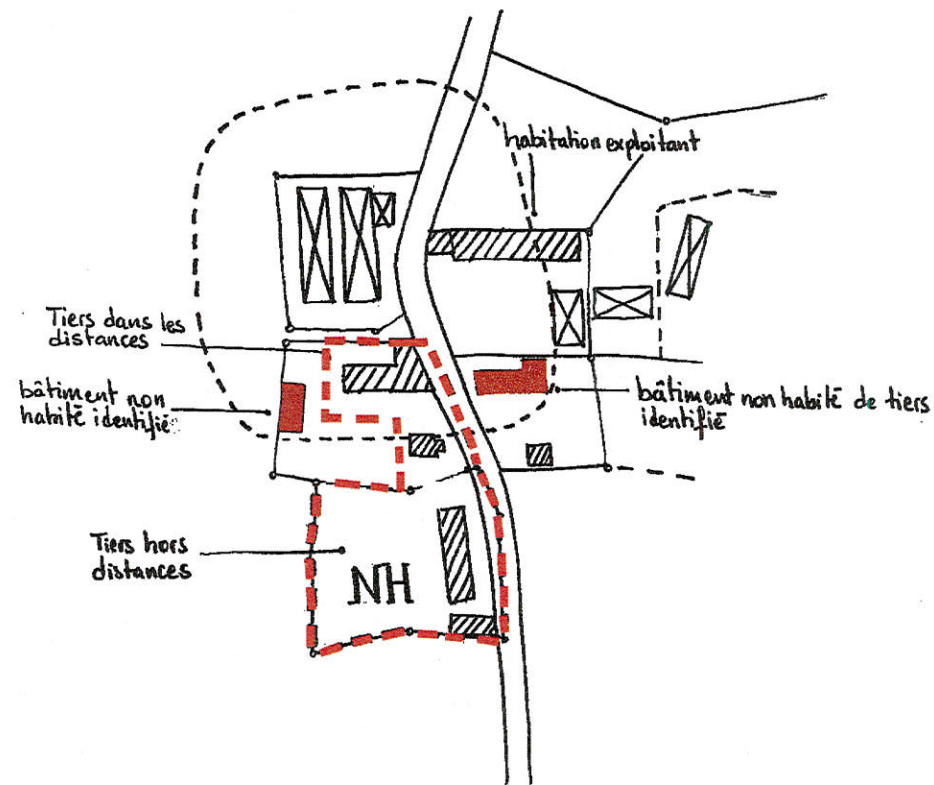 habitation exploitant
Tiers dans les
distances
bâtiment non
habité identifié
bâtiment non habité de tiers
identifié
Tiers hors
distances
NH